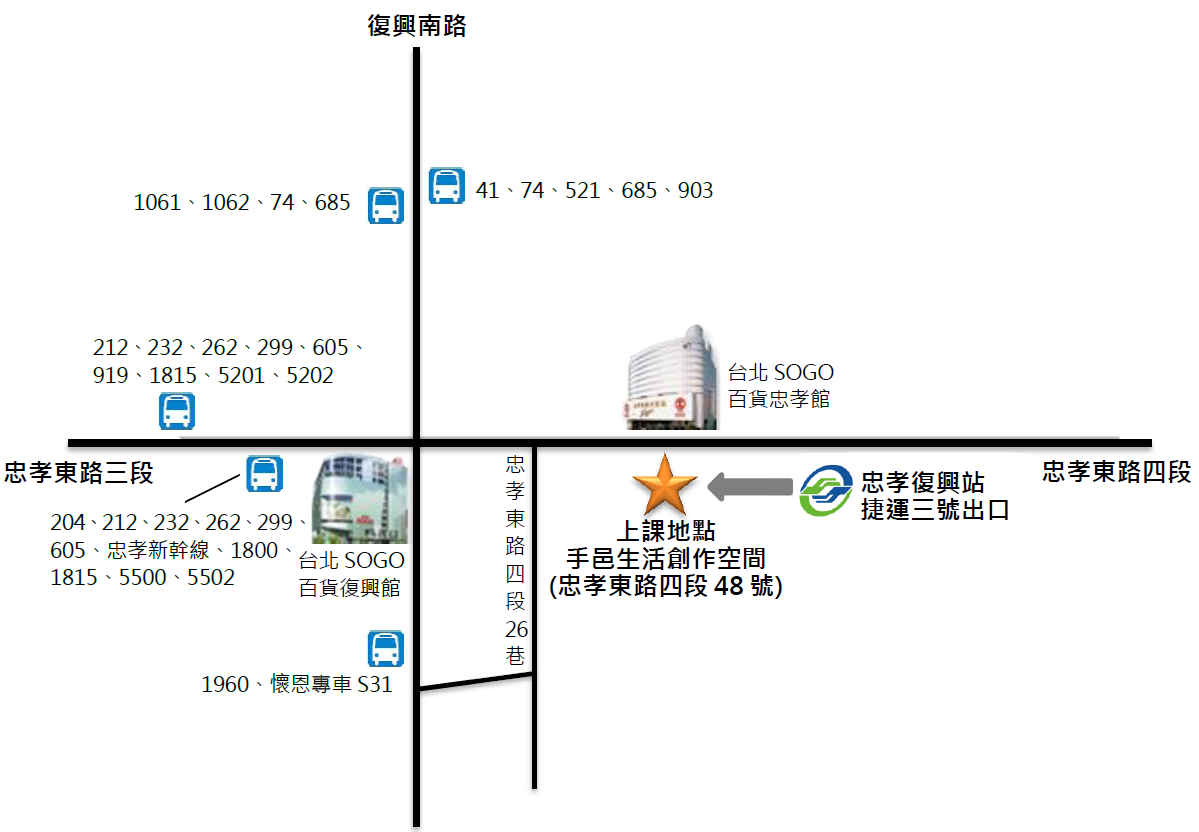 復興南路
1061、1062、74、685
41、74、521、685、903
212、232、262、299、605、
919、1815、5201、5202
台北 SOGO
百貨忠孝館
忠孝東路三段
忠孝東路四段
204、212、232、262、299、
605、忠孝新幹線、1800、
1815、5500、5502
台北 SOGO
百貨復興館
忠孝東路四段26巷
上課地點
手邑生活創作空間
(忠孝東路四段 48 號)
忠孝復興站
捷運三號出口
1960、懷恩專車 S31